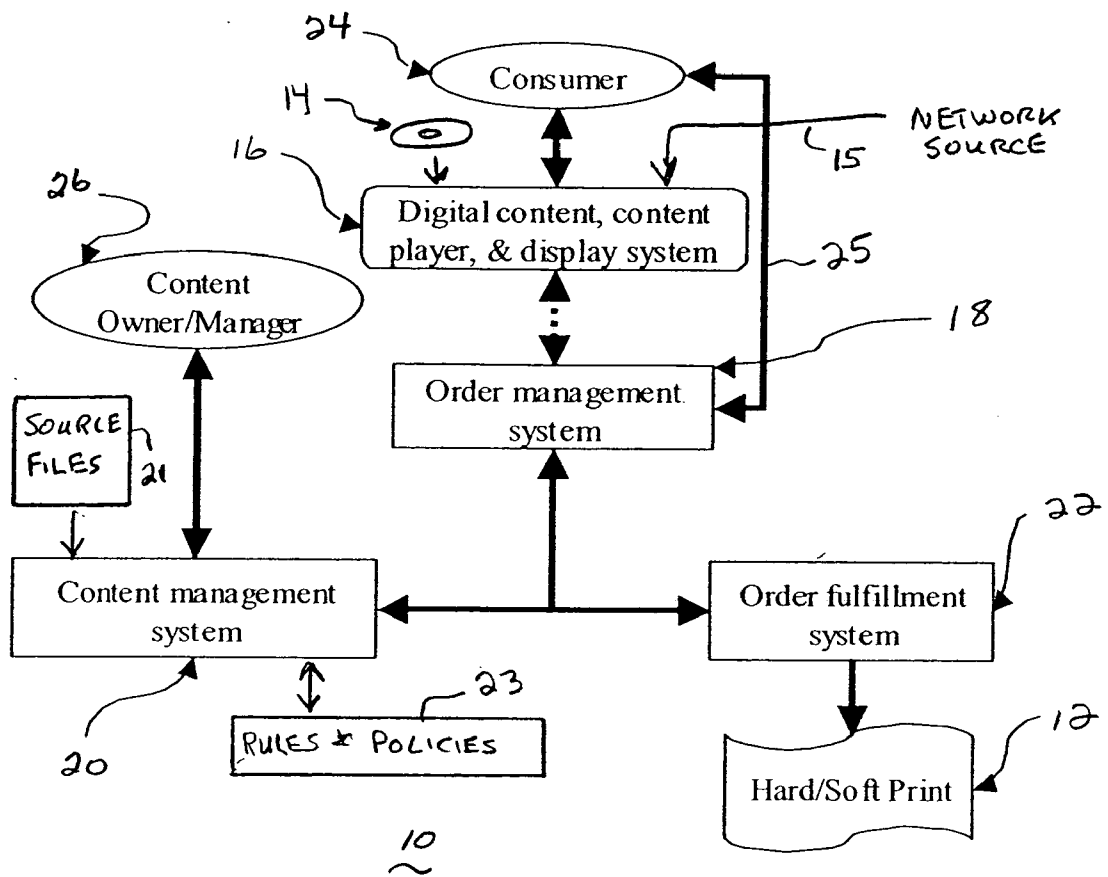 24
Consumer
14
NETWORK
SOURCE
15
16
Digital content, content
player, & display system
26
25
Content
Owner/Manager
18
Order management
system
SOURCE
FILES
21
22
Content management
system
Order fulfillment
system
23
RULES & POLICIES
20
12
Hard/Soft Print
10